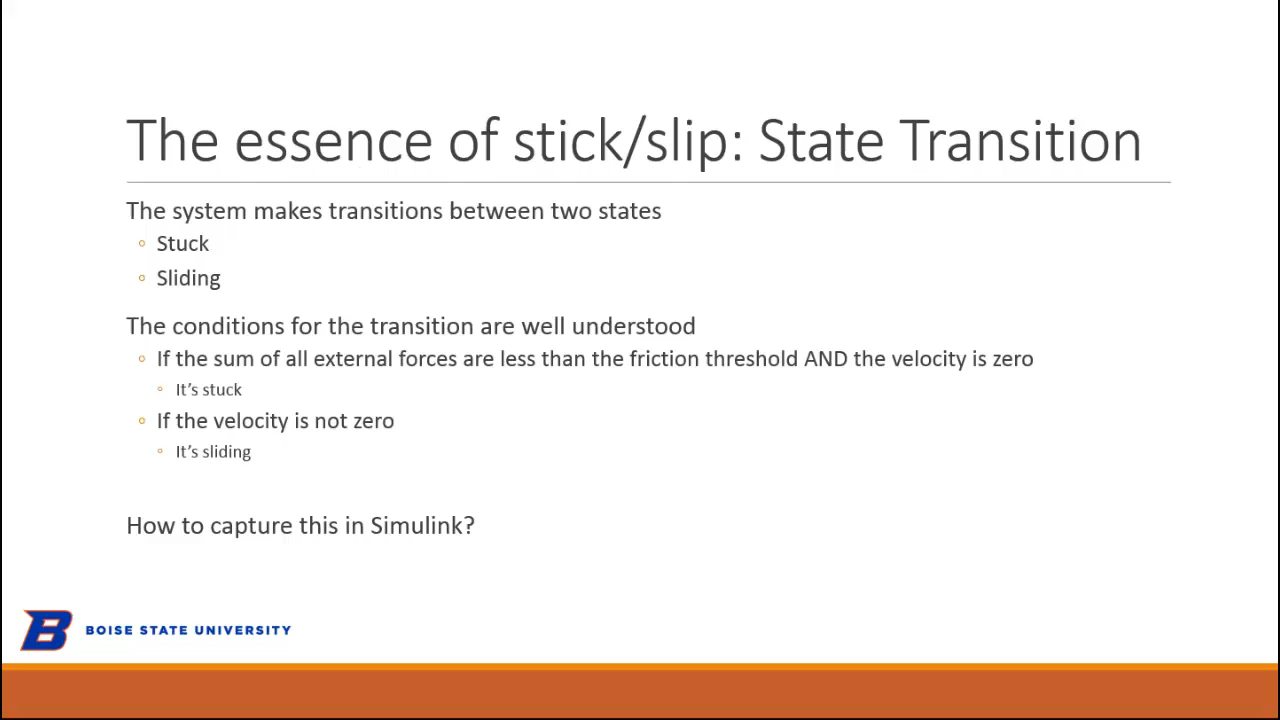 The essence of stick/slip: State Transition
The system makes transitions between two states
◦ Stuck
◦ Sliding
The conditions for the transition are well understood
◦ If the sum of all external forces are less than the friction threshold AND the velocity is zero
◦ It’s stuck
◦ If the velocity is not zero
◦ It’s sliding
How to capture this in Simulink?
B BOISE STATE UNIVERSITY